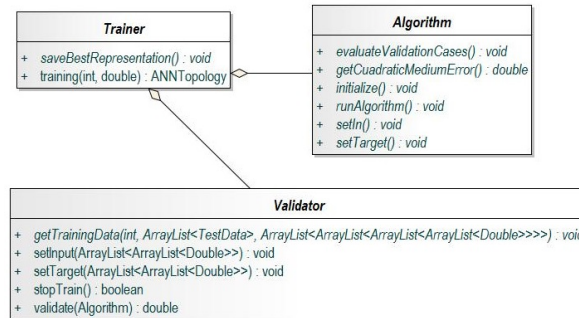 Trainer
+ saveBestRepresentation() : void
+ training(int, double) : ANNTopology
Algorithm
+ evaluateValidationCases() : void
+ getCuadraticMediumError() : double
+ initialize() : void
+ runAlgorithm() : void
+ setIn() : void
+ setTarget() : void
Validator
+ getTrainingData(int, ArrayList<TestData>, ArrayList<ArrayList<ArrayList<ArrayList<Double>>>>) : void
+ setInput(ArrayList<ArrayList<Double>>) : void
+ setTarget(ArrayList<ArrayList<Double>>) : void
+ stopTrain() : boolean
+ validate(Algorithm) : double